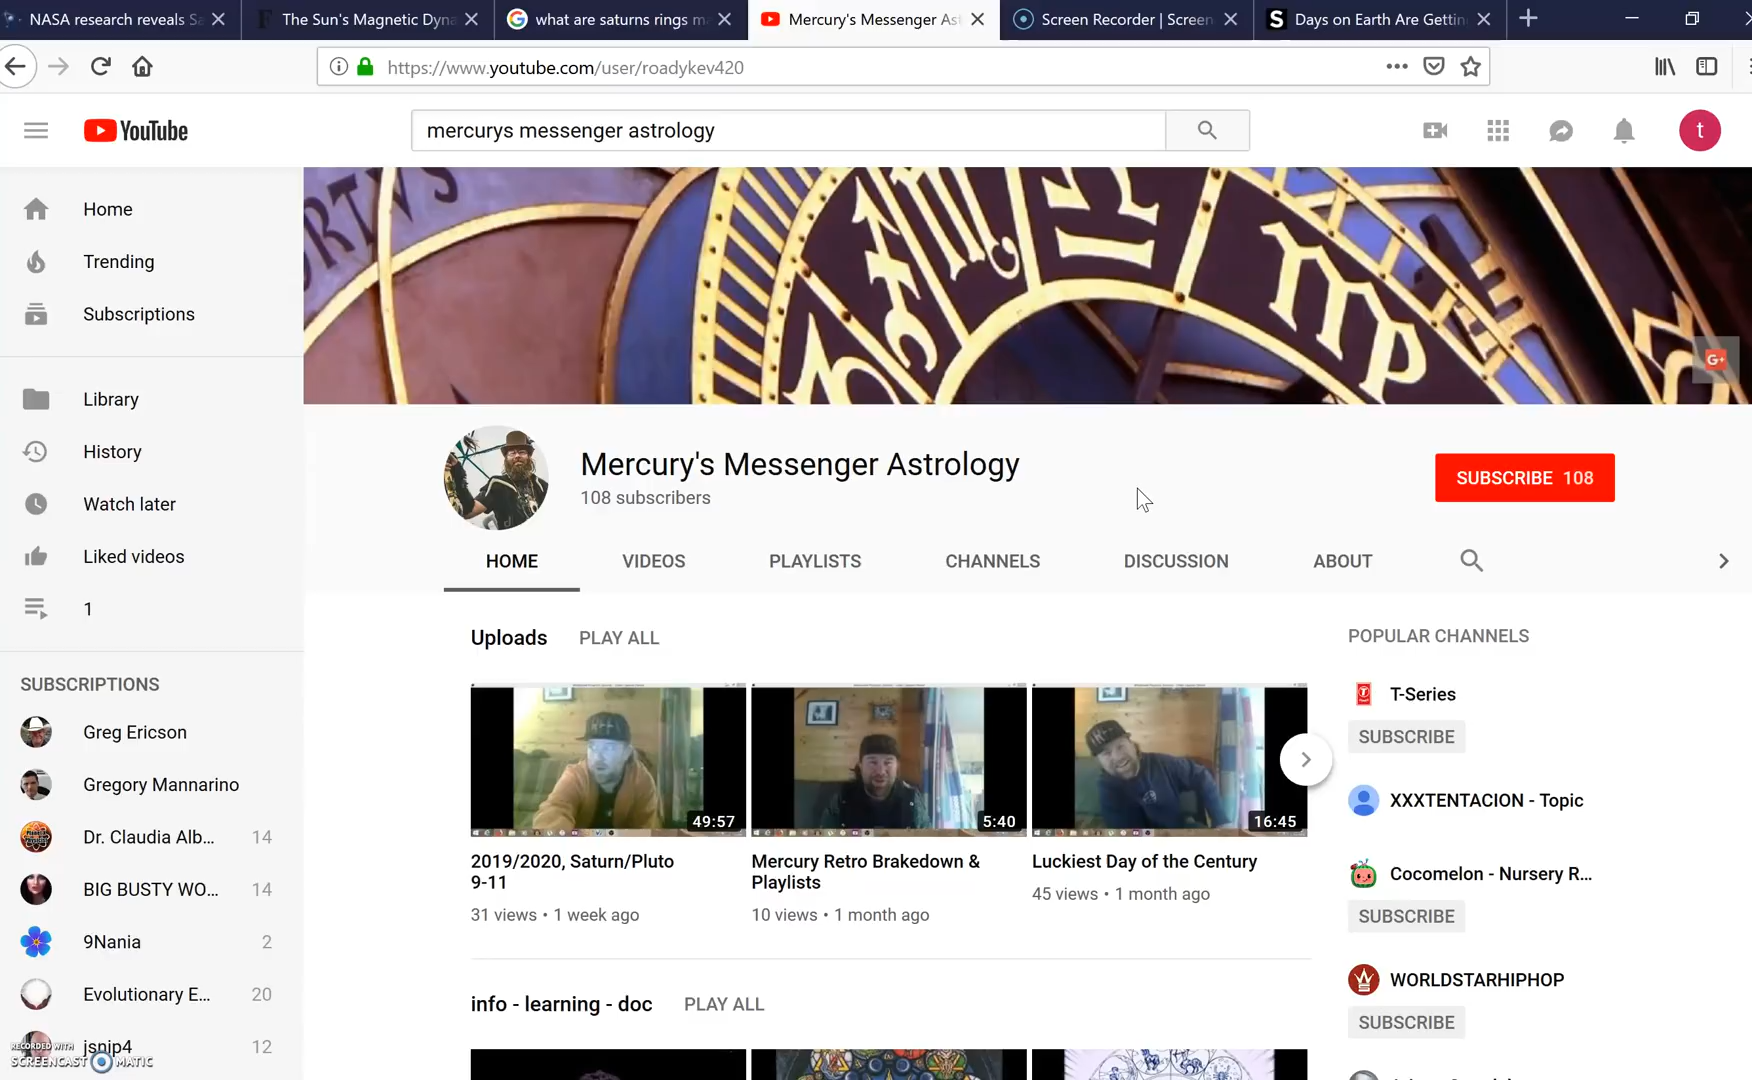 NASA research reveals Sa
The Sun's Magnetic Dyna
what are saturns rings m
Mercury's Messenger As
Screen Recorder | Screen
Days on Earth Are Gettin
https://www.youtube.com/user/roadykev420
YouTube
mercurys messenger astrology
t
Home
Trending
Subscriptions
Library
History
Watch later
Liked videos
1
SUBSCRIPTIONS
Greg Ericson
Gregory Mannarino
Dr. Claudia Alb... 14
BIG BUSTY WO... 14
9Nania 2
Evolutionary E... 20
jsnip4 12
RECORDED WITH
SCREENCAST MATIC
G+
Mercury's Messenger Astrology
108 subscribers
SUBSCRIBE 108
HOME VIDEOS PLAYLISTS CHANNELS DISCUSSION ABOUT
Uploads PLAY ALL
49:57
5:40
16:45
2019/2020, Saturn/Pluto
9-11
31 views • 1 week ago
Mercury Retro Brakedown &
Playlists
10 views • 1 month ago
Luckiest Day of the Century
45 views • 1 month ago
info - learning - doc PLAY ALL
POPULAR CHANNELS
T-Series
SUBSCRIBE
XXXTENTACION - Topic
Cocomelon - Nursery R...
SUBSCRIBE
WORLDSTARHIPHOP
SUBSCRIBE